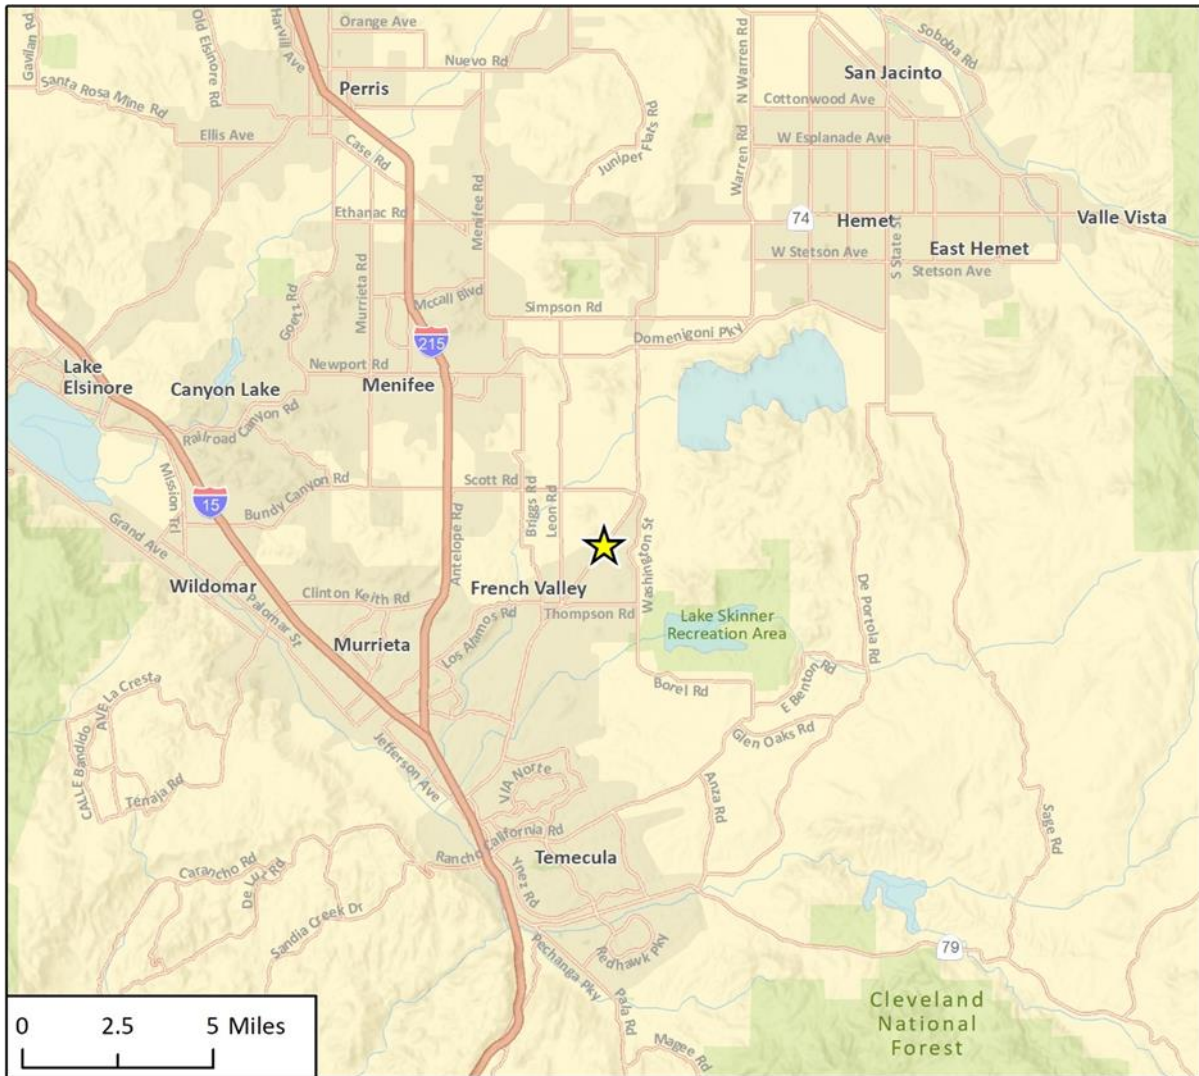 Gavilan Rd
Old Elsinore Rd
Harvill Ave
Orange Ave
Nuevo Rd
N Warren Rd
Soboba Rd
San Jacinto
Santa Rosa Mine Rd
Perris
Cottonwood Ave
Ellis Ave
Case Rd
Juniper Flats Rd
Warren Rd
W Esplanade Ave
Menifee Rd
Ethanac Rd
74
Hemet
Valle Vista
S State St
W Stetson Ave
East Hemet
Stetson Ave
Murrieta Rd
Goetz Rd
Mccall Blvd
Simpson Rd
215
Domenigoni Pky
Newport Rd
Lake
Elsinore
Canyon Lake
Menifee
Railroad Canyon Rd
Mission Trl
Bundy Canyon Rd
Scott Rd
15
Grand Ave
Antelope Rd
Briggs Rd
Leon Rd
Washington St
Wildomar
Clinton Keith Rd
French Valley
Thompson Rd
De Portola Rd
Palomar St
Murrieta
Los Alamos Rd
Lake Skinner
Recreation Area
Borel Rd
E Benton Rd
Glen Oaks Rd
AVE La Cresta
CALLE Bandido
Tenaja Rd
Jefferson Ave
VIA Norte
Anza Rd
Sage Rd
Rancho California Rd
Temecula
Carancho Rd
De Luz Rd
Ynez Rd
Sandia Creek Dr
Redhawk Pky
Pechanga Pky
79
Pala Rd
Magee Rd
Cleveland
National
Forest
0 2.5 5 Miles